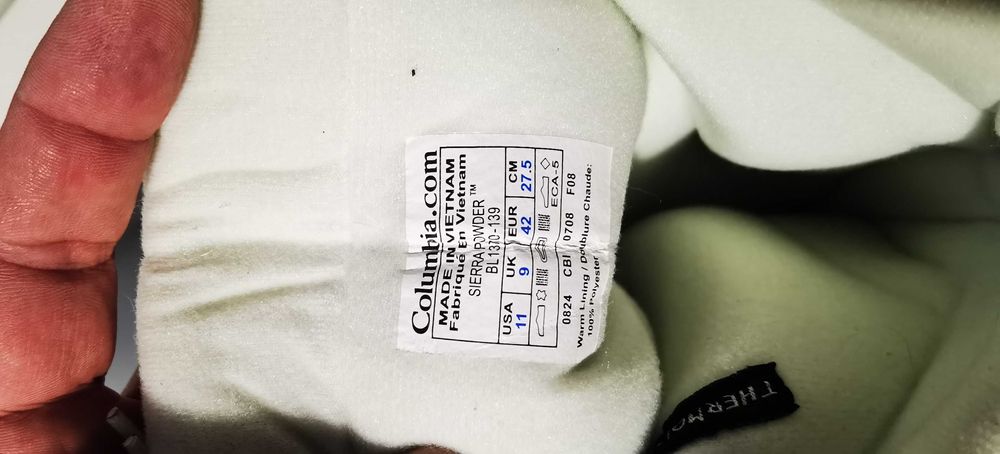 Columbia.com
MADE IN VIETNAM
Fabriqué En Vietnam
SIERRA POWDER™
BL1370-139
USA UK EUR CM
11 9 42 27.5
ECA-5
0824 CBI 0708 F08
Warm Lining / Doublure Chaude:
100% Polyester